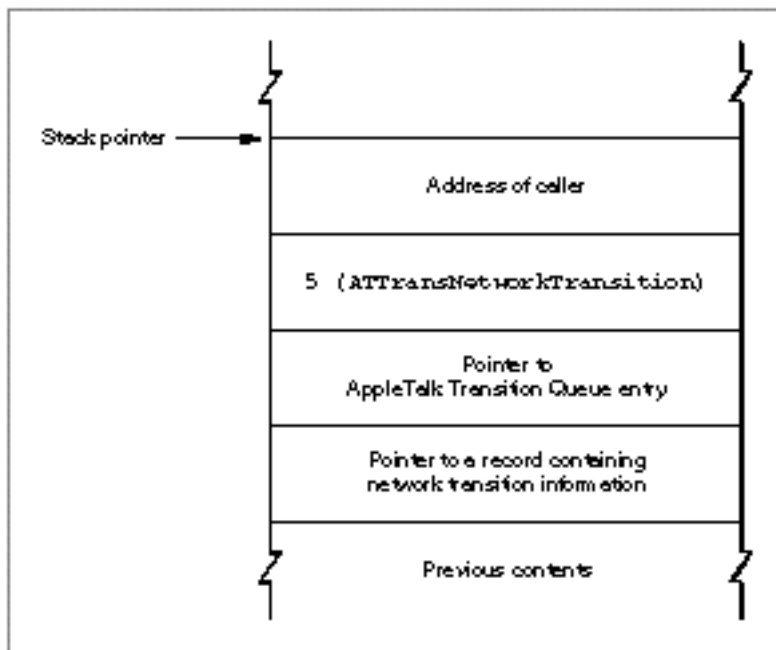 Stack pointer
Address of caller
5 (ATTransNetworkTransition)
Pointer to
AppleTalk Transition Queue entry
Pointer to a record containing
network transition information
Previous contents